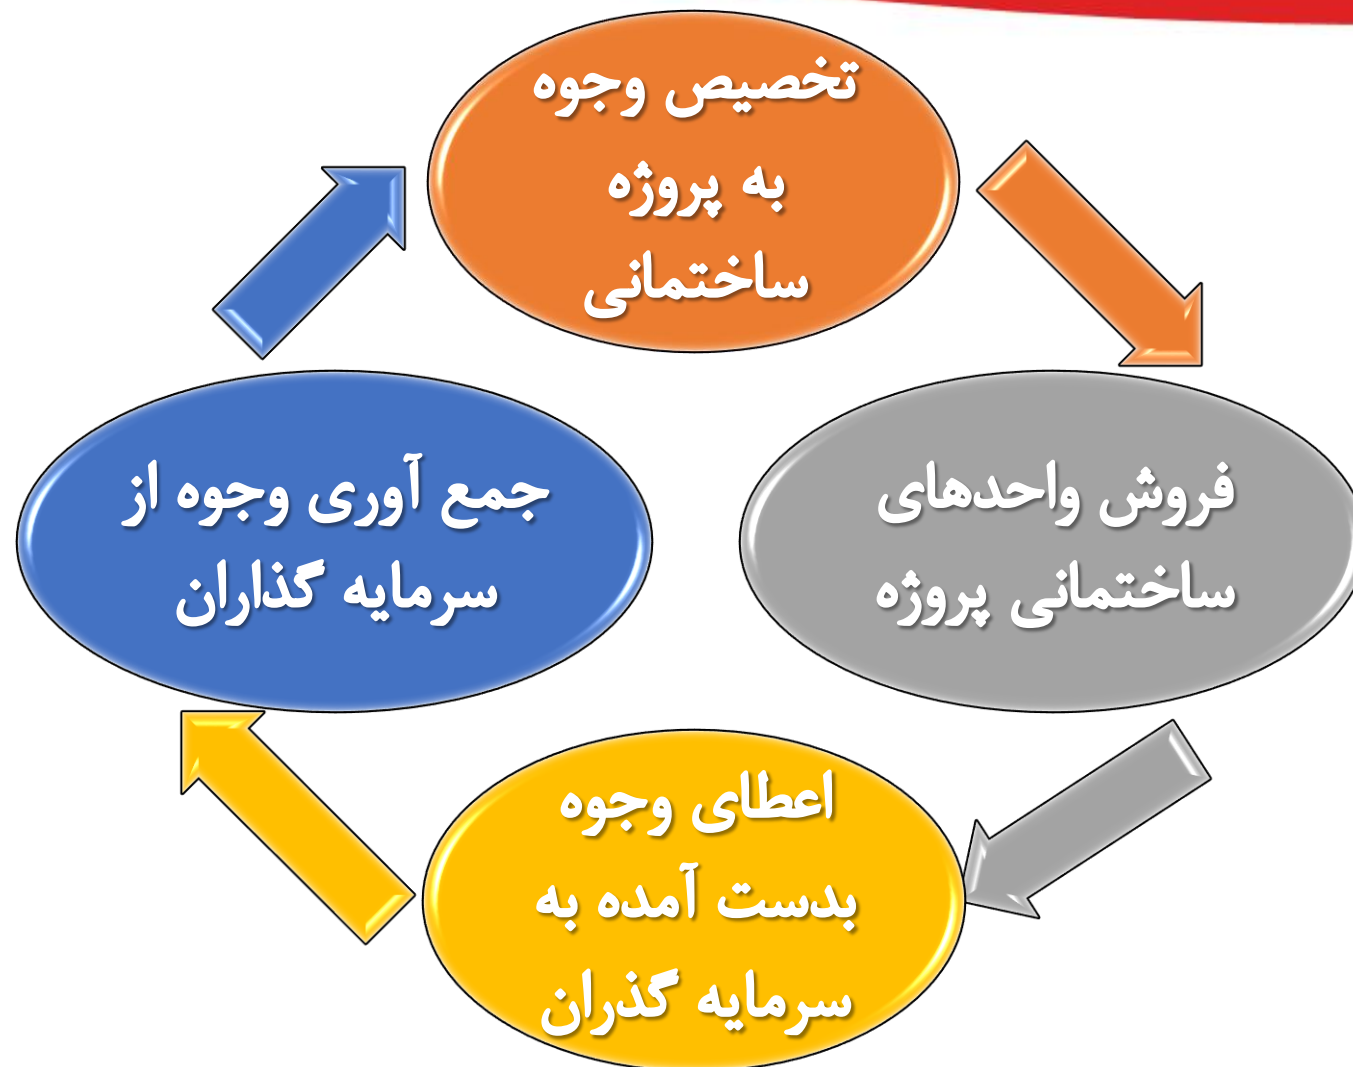 تخصیص وجوه
به پروژه
ساختمانی
فروش واحدهای
ساختمانی پروژه
اعطای وجوه
بدست آمده به
سرمایه گذران
جمع آوری وجوه از
سرمایه گذاران